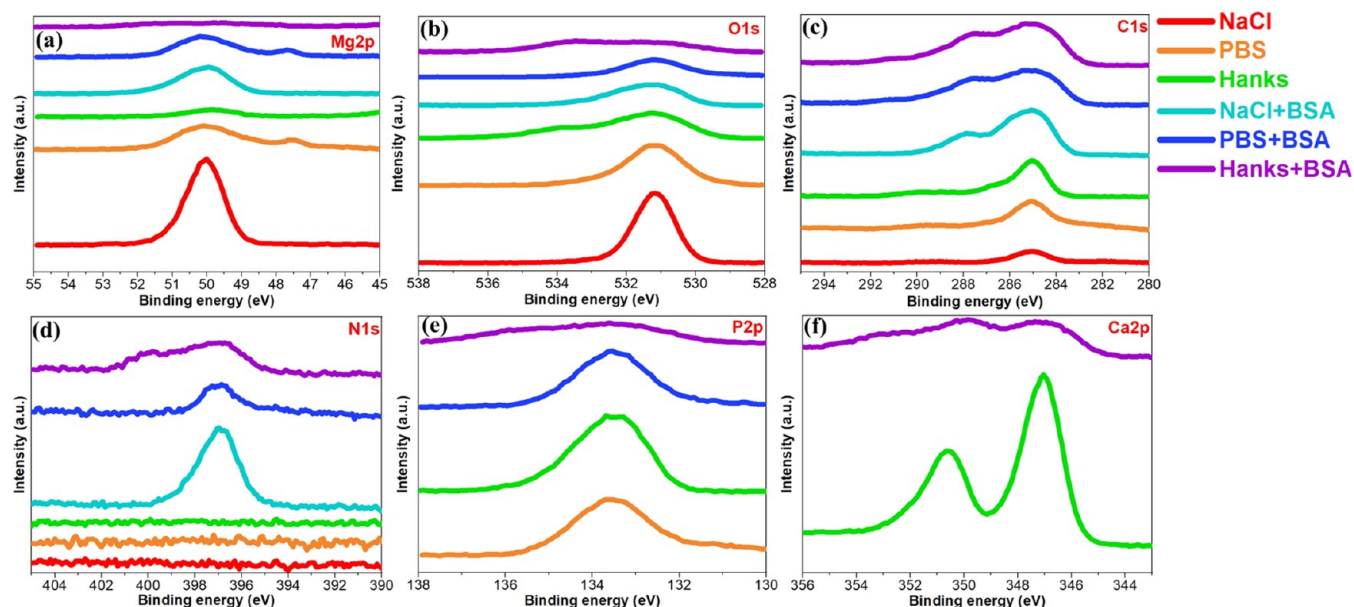 (a)
Mg2p
Intensity (a.u.)
55 54 53 52 51 50 49 48 47 46 45
Binding energy (eV)
(b)
O1s
Intensity (a.u.)
538 536 534 532 530 528
Binding energy (eV)
(c)
C1s
Intensity (a.u.)
294 292 290 288 286 284 282 280
Binding energy (eV)
NaCl
PBS
Hanks
NaCl+BSA
PBS+BSA
Hanks+BSA
(d)
N1s
Intensity (a.u.)
404 402 400 398 396 394 392 390
Binding energy (eV)
(e)
P2p
Intensity (a.u.)
138 136 134 132 130
Binding energy (eV)
(f)
Ca2p
Intensity (a.u.)
356 352 350 348 346 344
Binding energy (eV)